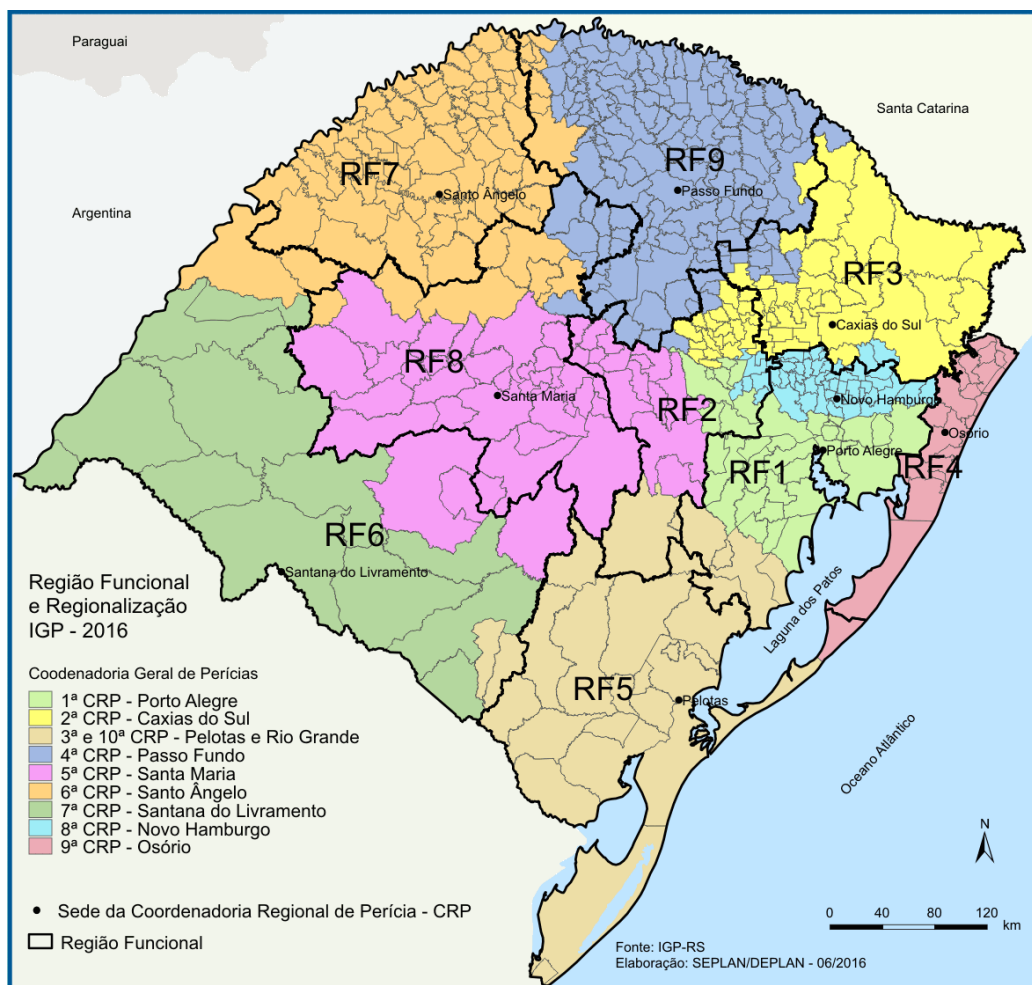 Paraguai
Santa Catarina
Argentina
RF7
RF9
Santo Ângelo
Passo Fundo
RF3
Caxias do Sul
RF8
Santa Maria
RF2
Novo Hamburgo
Osório
RF4
Porto Alegre
RF1
RF6
Santana do Livramento
Laguna dos Patos
RF5
Pelotas
Oceano Atlântico
Região Funcional
e Regionalização
IGP - 2016
Coodenadoria Geral de Perícias
1ª CRP - Porto Alegre
2ª CRP - Caxias do Sul
3ª e 10ª CRP - Pelotas e Rio Grande
4ª CRP - Passo Fundo
5ª CRP - Santa Maria
6ª CRP - Santo Ângelo
7ª CRP - Santana do Livramento
8ª CRP - Novo Hamburgo
9ª CRP - Osório
Sede da Coordenadoria Regional de Perícia - CRP
Região Funcional
N
0 40 80 120
km
Fonte: IGP-RS
Elaboração: SEPLAN/DEPLAN - 06/2016